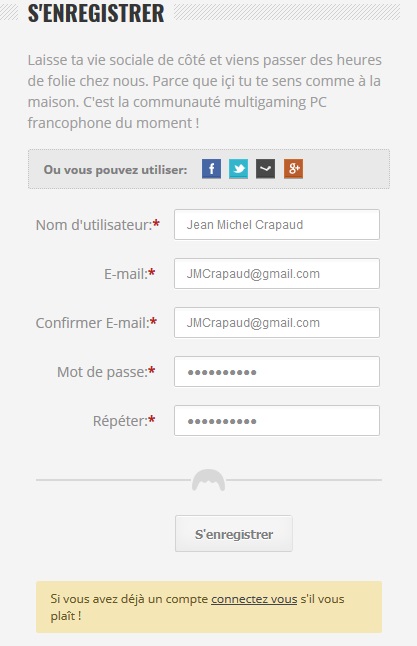 S'ENREGISTRER
Laisse ta vie sociale de côté et viens passer des heures
de folie chez nous. Parce que içi tu te sens comme à la
maison. C'est la communauté multigaming PC
francophone du moment !
Ou vous pouvez utiliser:
Nom d'utilisateur:* Jean Michel Crapaud
E-mail:* JMCrapaud@gmail.com
Confirmer E-mail:* JMCrapaud@gmail.com
Mot de passe:* ●●●●●●●●●●
Répéter:* ●●●●●●●●●●
S'enregistrer
Si vous avez déjà un compte connectez vous s'il vous
plaît !